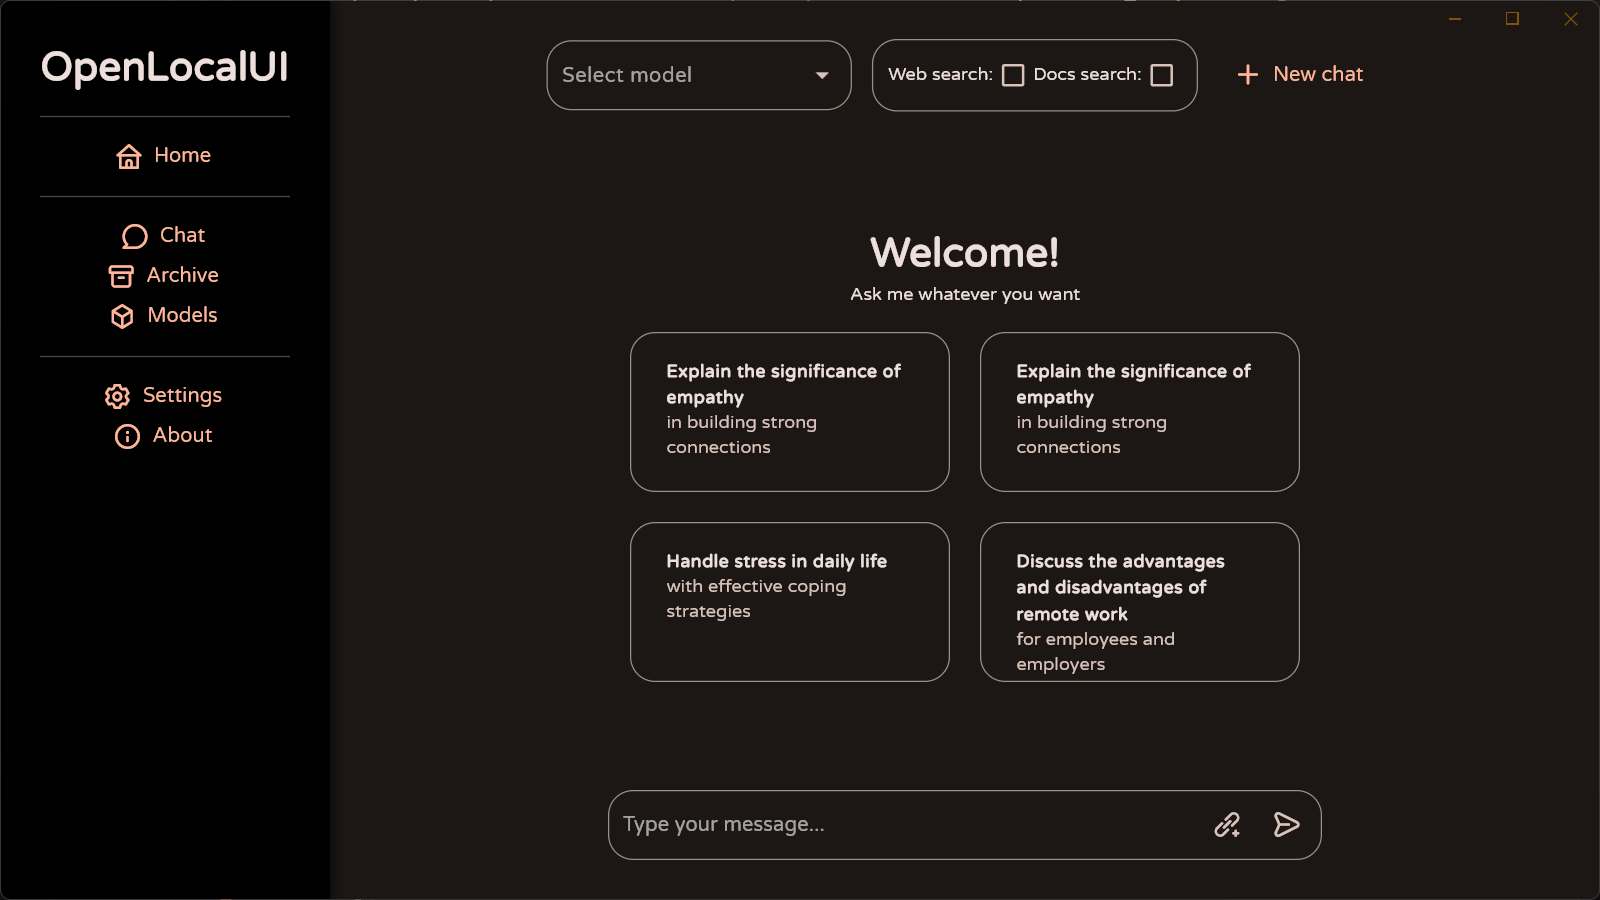 OpenLocalUI
Home
Chat
Archive
Models
Settings
About
Select model
Web search: Docs search:
New chat
Welcome!
Ask me whatever you want
Explain the significance of
empathy
in building strong
connections
Explain the significance of
empathy
in building strong
connections
Handle stress in daily life
with effective coping
strategies
Discuss the advantages
and disadvantages of
remote work
for employees and
employers
Type your message...